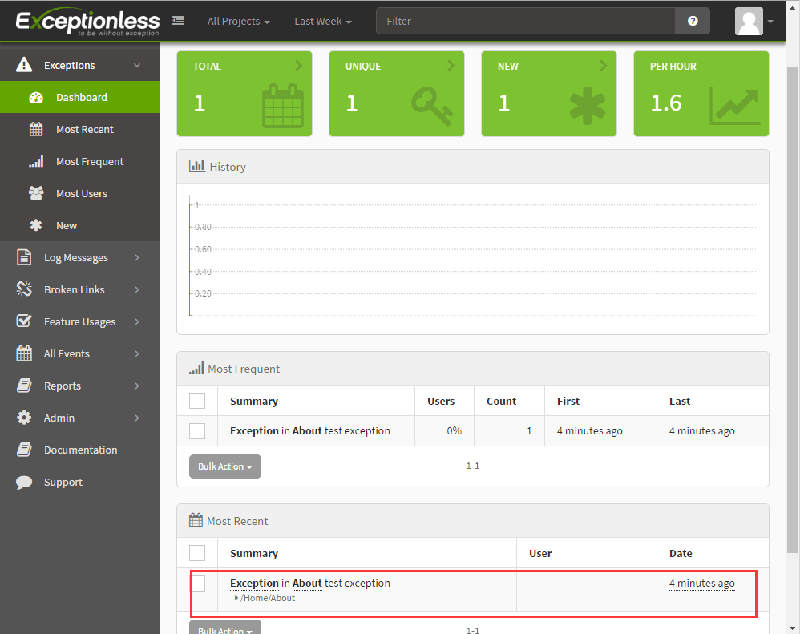 Exceptionless
to be without exception
All Projects
Last Week
Filter
?
Exceptions
Dashboard
Most Recent
Most Frequent
Most Users
New
Log Messages
Broken Links
Feature Usages
All Events
Reports
Admin
Documentation
Support
TOTAL
1
UNIQUE
1
NEW
1
PER HOUR
1.6
History
1
0.80
0.60
0.40
0.20
Most Frequent
Summary Users Count First Last
Exception in About test exception 0% 1 4 minutes ago 4 minutes ago
Bulk Action 1-1
Most Recent
Summary User Date
Exception in About test exception 4 minutes ago
/Home/About
Bulk Action 1-1